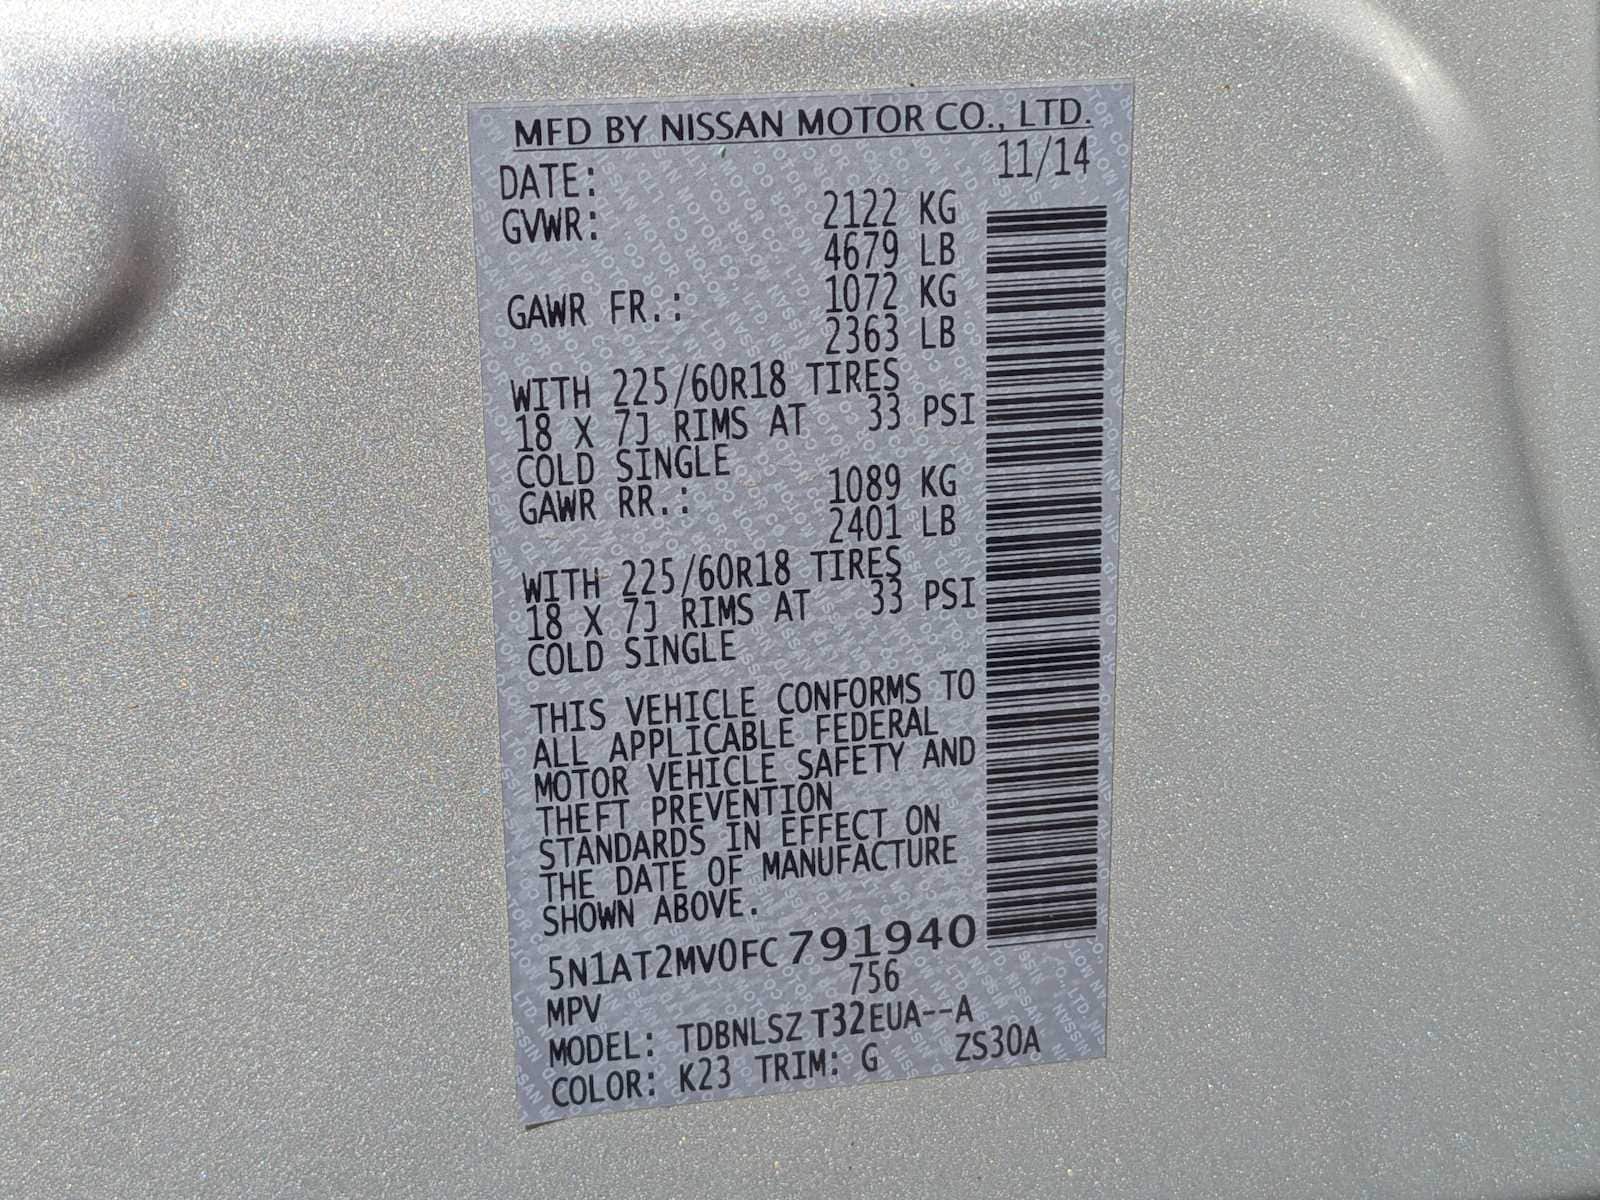 MFD BY NISSAN MOTOR CO., LTD.
DATE: 11/14
GVWR: 2122 KG
4679 LB
GAWR FR.: 1072 KG
2363 LB
WITH 225/60R18 TIRES
18 X 7J RIMS AT 33 PSI
COLD SINGLE
GAWR RR.: 1089 KG
2401 LB
WITH 225/60R18 TIRES
18 X 7J RIMS AT 33 PSI
COLD SINGLE
THIS VEHICLE CONFORMS TO
ALL APPLICABLE FEDERAL
MOTOR VEHICLE SAFETY AND
THEFT PREVENTION
STANDARDS IN EFFECT ON
THE DATE OF MANUFACTURE
SHOWN ABOVE.
5N1AT2MV0FC791940
MPV 756
MODEL: TDBNLSZ T32EUA--A
COLOR: K23 TRIM: G ZS30A